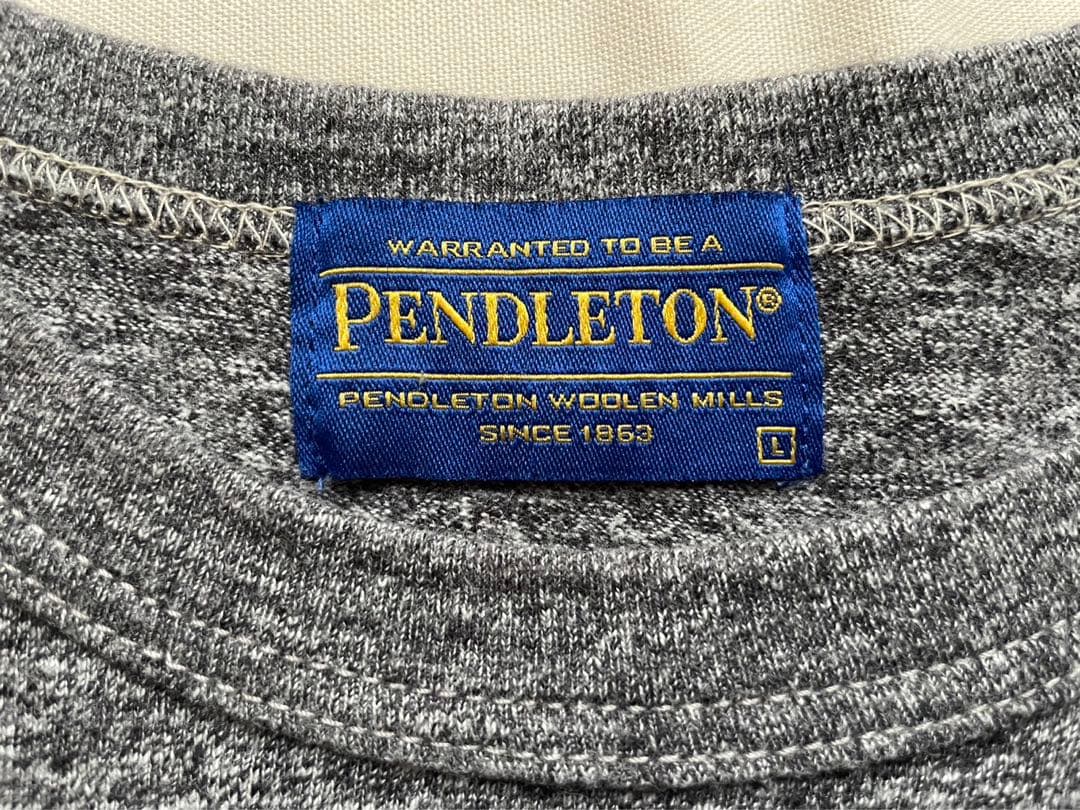 WARRANTED TO BE A
PENDLETON®
PENDLETON WOOLEN MILLS
SINCE 1863
L